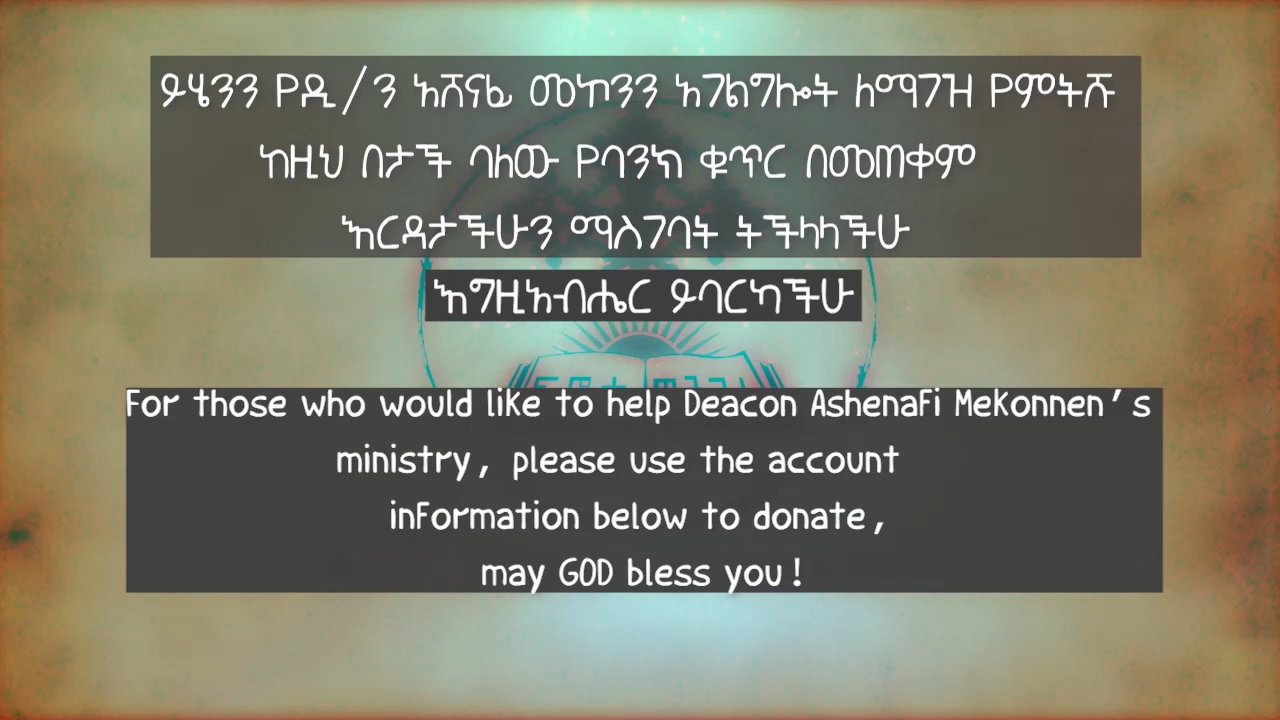 ይሄንን የዲ/ን አሸናፊ መኮንን አገልግሎት ለማገዝ የምትሹ
ከዚህ በታች ባለው የባንክ ቁጥር በመጠቀም
እርዳታችሁን ማስገባት ትችላላችሁ
እግዚአብሔር ይባርካችሁ
For those who would like to help Deacon Ashenafi Mekonnen's
ministry, please use the account
information below to donate,
may GOD bless you!